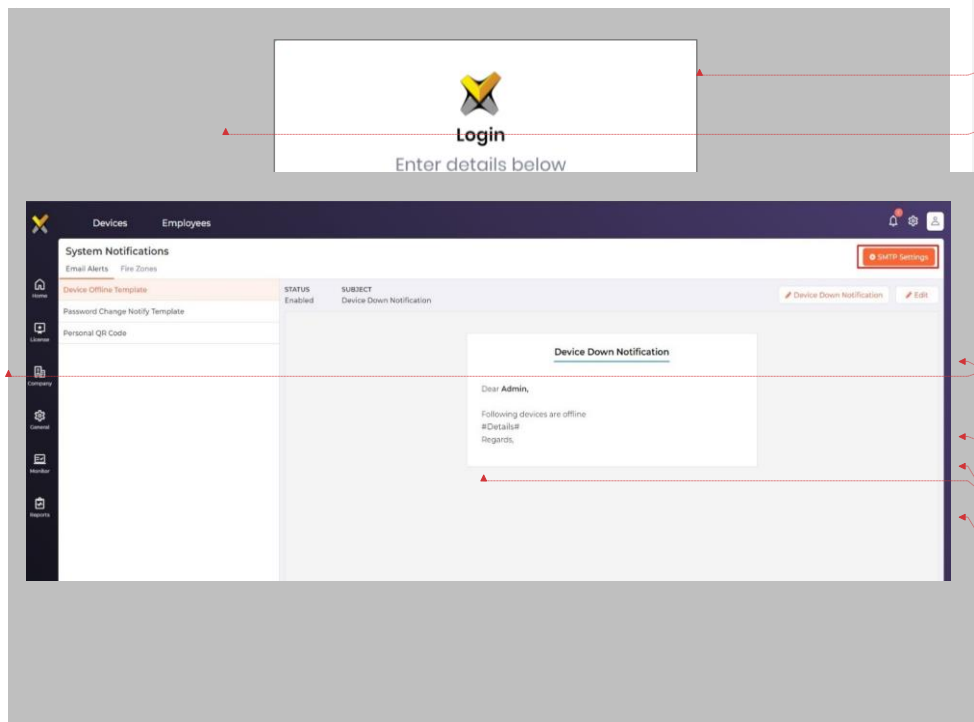 Login
Enter details below
Devices Employees
System Notifications
SMTP Settings
Email Alerts Fire Zones
Home
Device Offline Template
STATUS SUBJECT
Enabled Device Down Notification
Device Down Notification Edit
Password Change Notify Template
License
Personal QR Code
Device Down Notification
Company
Dear Admin,
General
Following devices are offline
#Details#
Regards,
Monitor
Reports